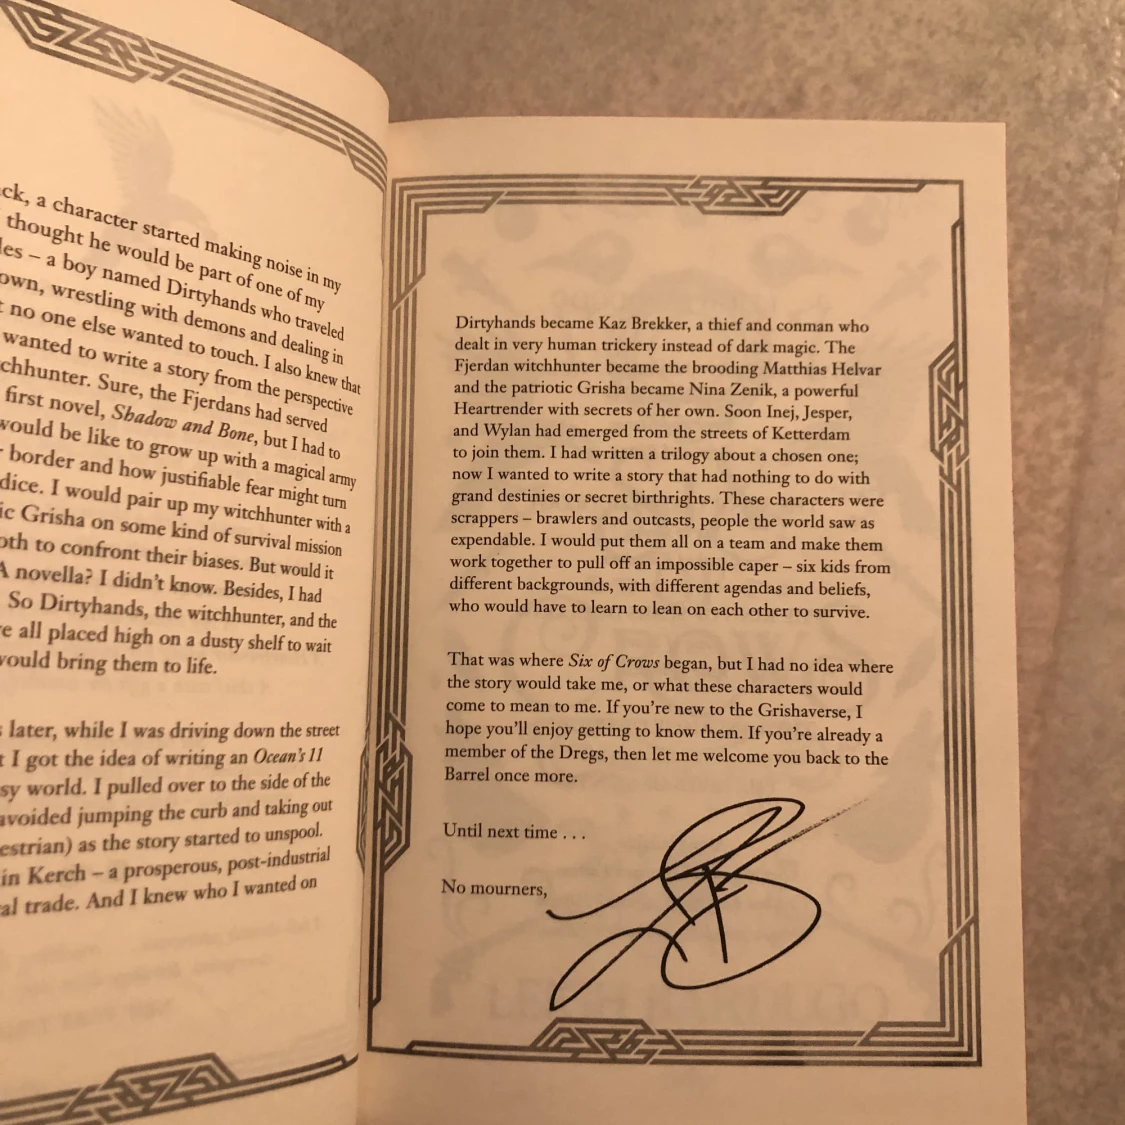 a character started making noise in my
thought he would be part of one of my
– a boy named Dirtyhands who traveled
wrestling with demons and dealing in
no one else wanted to touch. I also knew that
wanted to write a story from the perspective
Sure, the Fjerdans had served
first novel, Shadow and Bone, but I had to
would be like to grow up with a magical army
border and how justifiable fear might turn
I would pair up my witchhunter with a
Grisha on some kind of survival mission
to confront their biases. But would it
A novella? I didn't know. Besides, I had
So Dirtyhands, the witchhunter, and the
all placed high on a dusty shelf to wait
would bring them to life.
later, while I was driving down the street
I got the idea of writing an Ocean's 11
world. I pulled over to the side of the
avoided jumping the curb and taking out
as the story started to unspool.
in Kerch – a prosperous, post-industrial
trade. And I knew who I wanted on
Dirtyhands became Kaz Brekker, a thief and conman who
dealt in very human trickery instead of dark magic. The
Fjerdan witchhunter became the brooding Matthias Helvar
and the patriotic Grisha became Nina Zenik, a powerful
Heartrender with secrets of her own. Soon Inej, Jesper,
and Wylan had emerged from the streets of Ketterdam
to join them. I had written a trilogy about a chosen one;
now I wanted to write a story that had nothing to do with
grand destinies or secret birthrights. These characters were
scrappers – brawlers and outcasts, people the world saw as
expendable. I would put them all on a team and make them
work together to pull off an impossible caper – six kids from
different backgrounds, with different agendas and beliefs,
who would have to learn to lean on each other to survive.
That was where Six of Crows began, but I had no idea where
the story would take me, or what these characters would
come to mean to me. If you're new to the Grishaverse, I
hope you'll enjoy getting to know them. If you're already a
member of the Dregs, then let me welcome you back to the
Barrel once more.
Until next time . . .
No mourners,